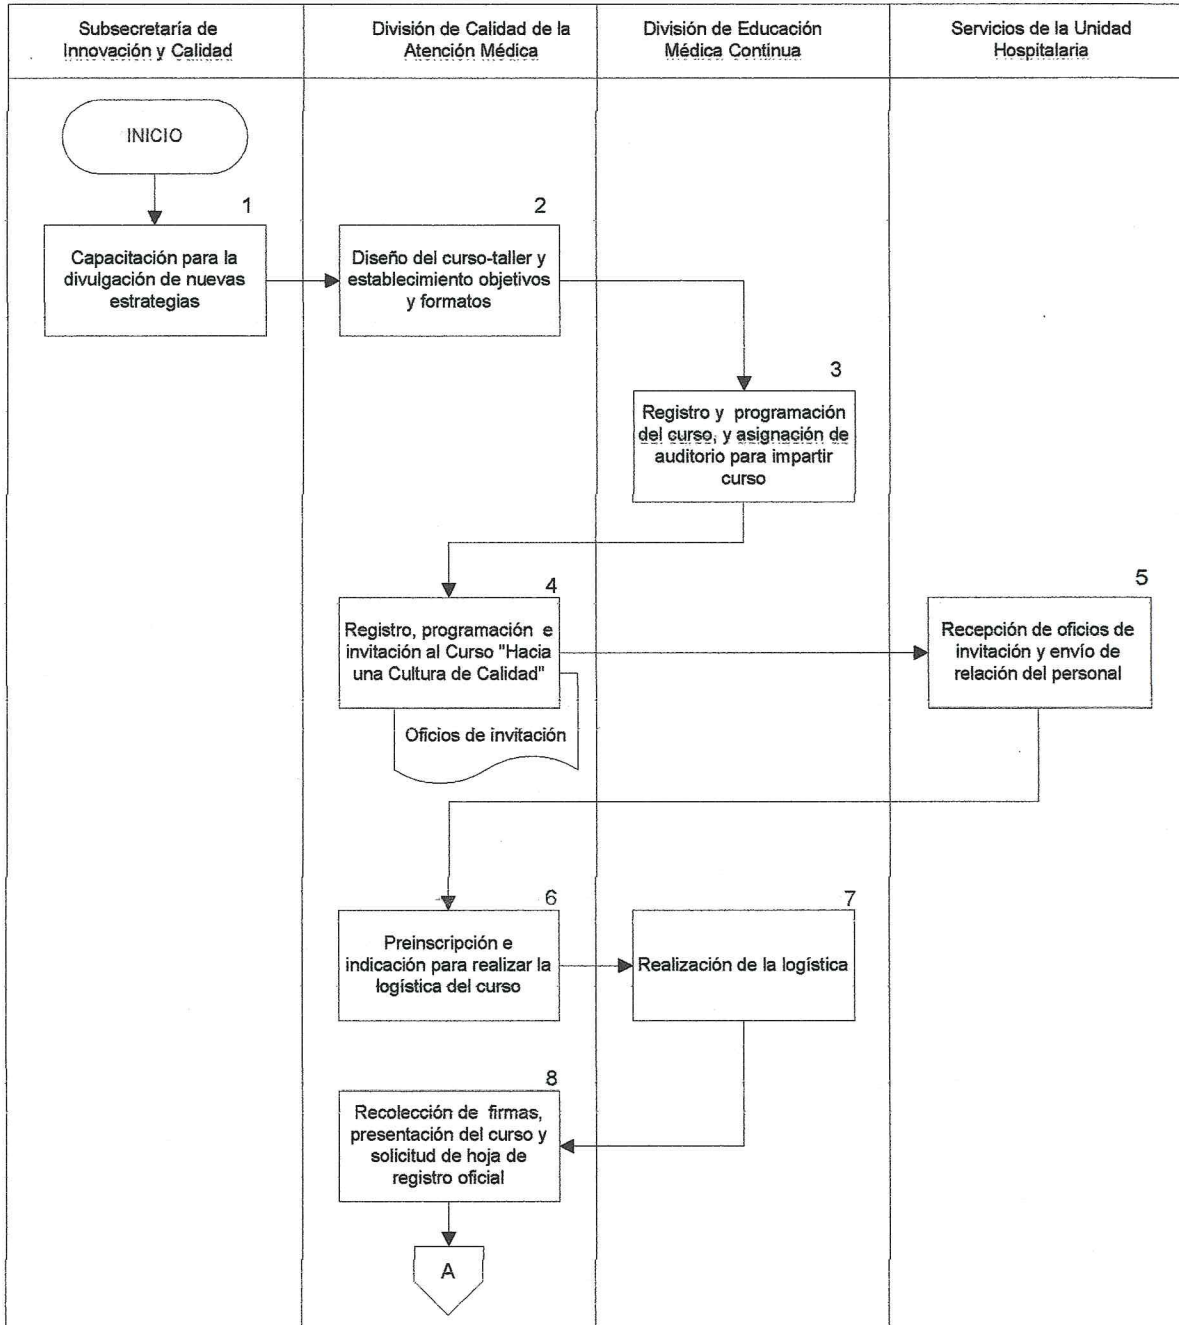 Subsecretaría de
Innovación y Calidad
División de Calidad de la
Atención Médica
División de Educación
Médica Continua
Servicios de la Unidad
Hospitalaria
INICIO
1
Capacitación para la
divulgación de nuevas
estrategias
2
Diseño del curso-taller y
establecimiento objetivos
y formatos
3
Registro y programación
del curso, y asignación de
auditorio para impartir
curso
4
Registro, programación e
invitación al Curso "Hacia
una Cultura de Calidad"
Oficios de invitación
5
Recepción de oficios de
invitación y envío de
relación del personal
6
Preinscripción e
indicación para realizar la
logística del curso
7
Realización de la logística
8
Recolección de firmas,
presentación del curso y
solicitud de hoja de
registro oficial
A